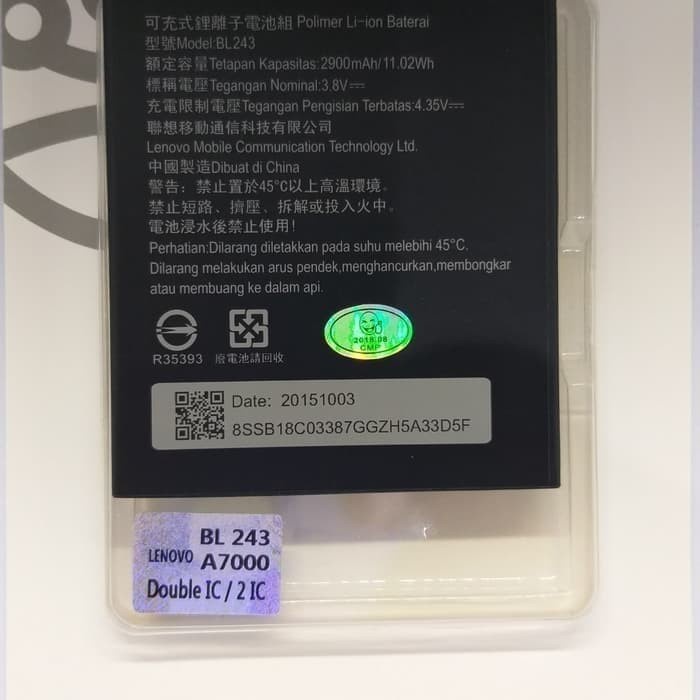 可充式鋰離子電池組 Polimer Li-ion Baterai
型號Model:BL243
額定容量Tetapan Kapasitas:2900mAh/11.02Wh
標稱電壓Tegangan Nominal:3.8V⎓
充電限制電壓Tegangan Pengisian Terbatas:4.35V⎓
聯想移動通信科技有限公司
Lenovo Mobile Communication Technology Ltd.
中國製造Dibuat di China
警告：禁止置於45°C以上高溫環境。
禁止短路、擠壓、拆解或投入火中。
電池浸水後禁止使用!
Perhatian:Dilarang diletakkan pada suhu melebihi 45°C.
Dilarang melakukan arus pendek,menghancurkan,membongkar
atau membuang ke dalam api.
R35393
廢電池請回收
2018.08
CMP
Date: 20151003
8SSB18C03387GGZH5A33D5F
BL 243
LENOVO A7000
Double IC / 2 IC